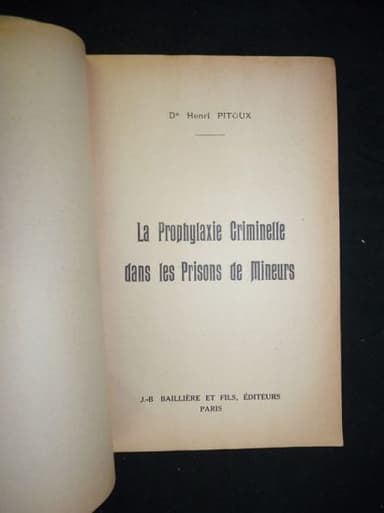 Dr Henri PITOUX
La Prophylaxie Criminelle
dans les Prisons de Mineurs
J.-B BAILLIÈRE ET FILS, ÉDITEURS
PARIS